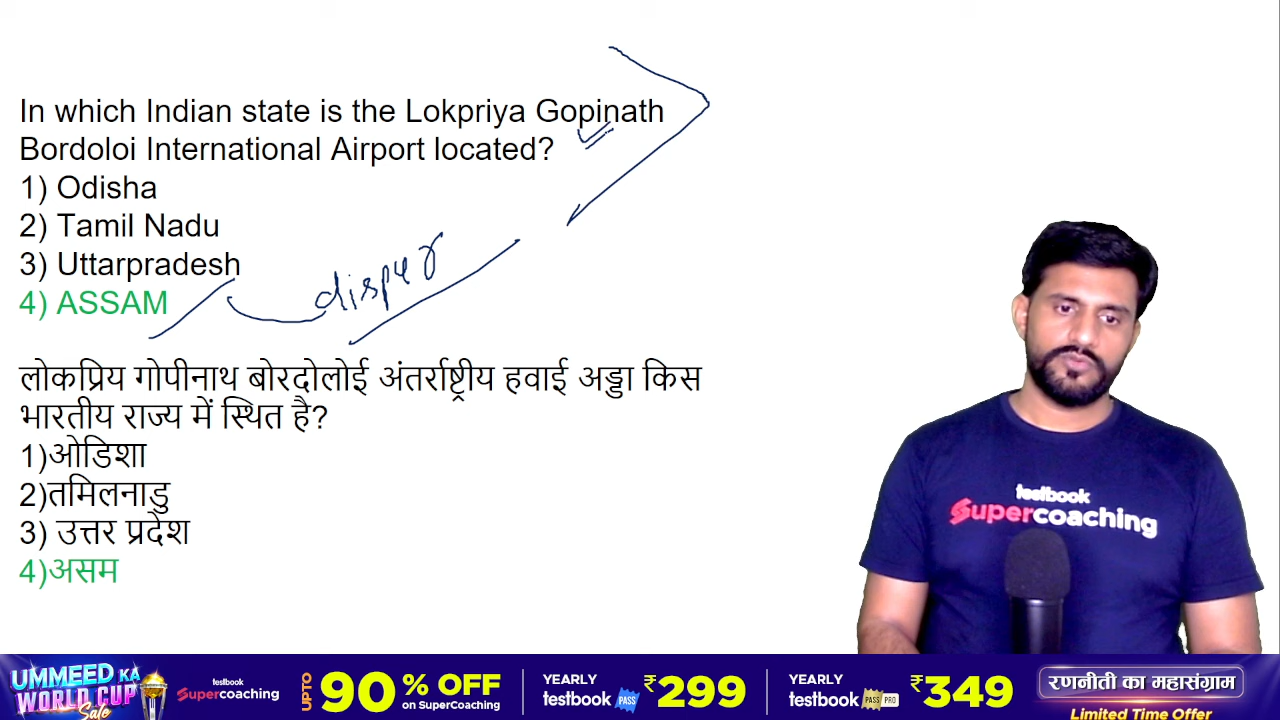 In which Indian state is the Lokpriya Gopinath
Bordoloi International Airport located?
1) Odisha
2) Tamil Nadu
3) Uttarpradesh
4) ASSAM
dispur
लोकप्रिय गोपीनाथ बोरदोलोई अंतर्राष्ट्रीय हवाई अड्डा किस
भारतीय राज्य में स्थित है?
1)ओडिशा
2)तमिलनाडु
3) उत्तर प्रदेश
4)असम
testbook
Supercoaching
UMMEED KA
WORLD CUP
Sale
testbook
Supercoaching
UPTO 90% OFF
on SuperCoaching
YEARLY
testbook PASS ₹299
YEARLY
testbook PASS PRO ₹349
रणनीती का महासंग्राम
Limited Time Offer